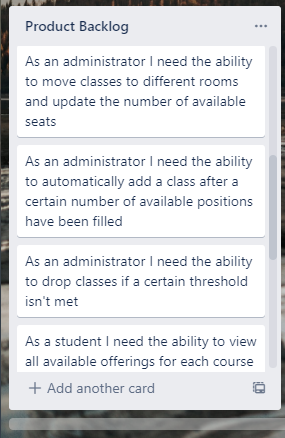 Product Backlog
As an administrator I need the ability
to move classes to different rooms
and update the number of available
seats
As an administrator I need the ability
to automatically add a class after a
certain number of available positions
have been filled
As an administrator I need the ability
to drop classes if a certain threshold
isn't met
As a student I need the ability to view
all available offerings for each course
+ Add another card